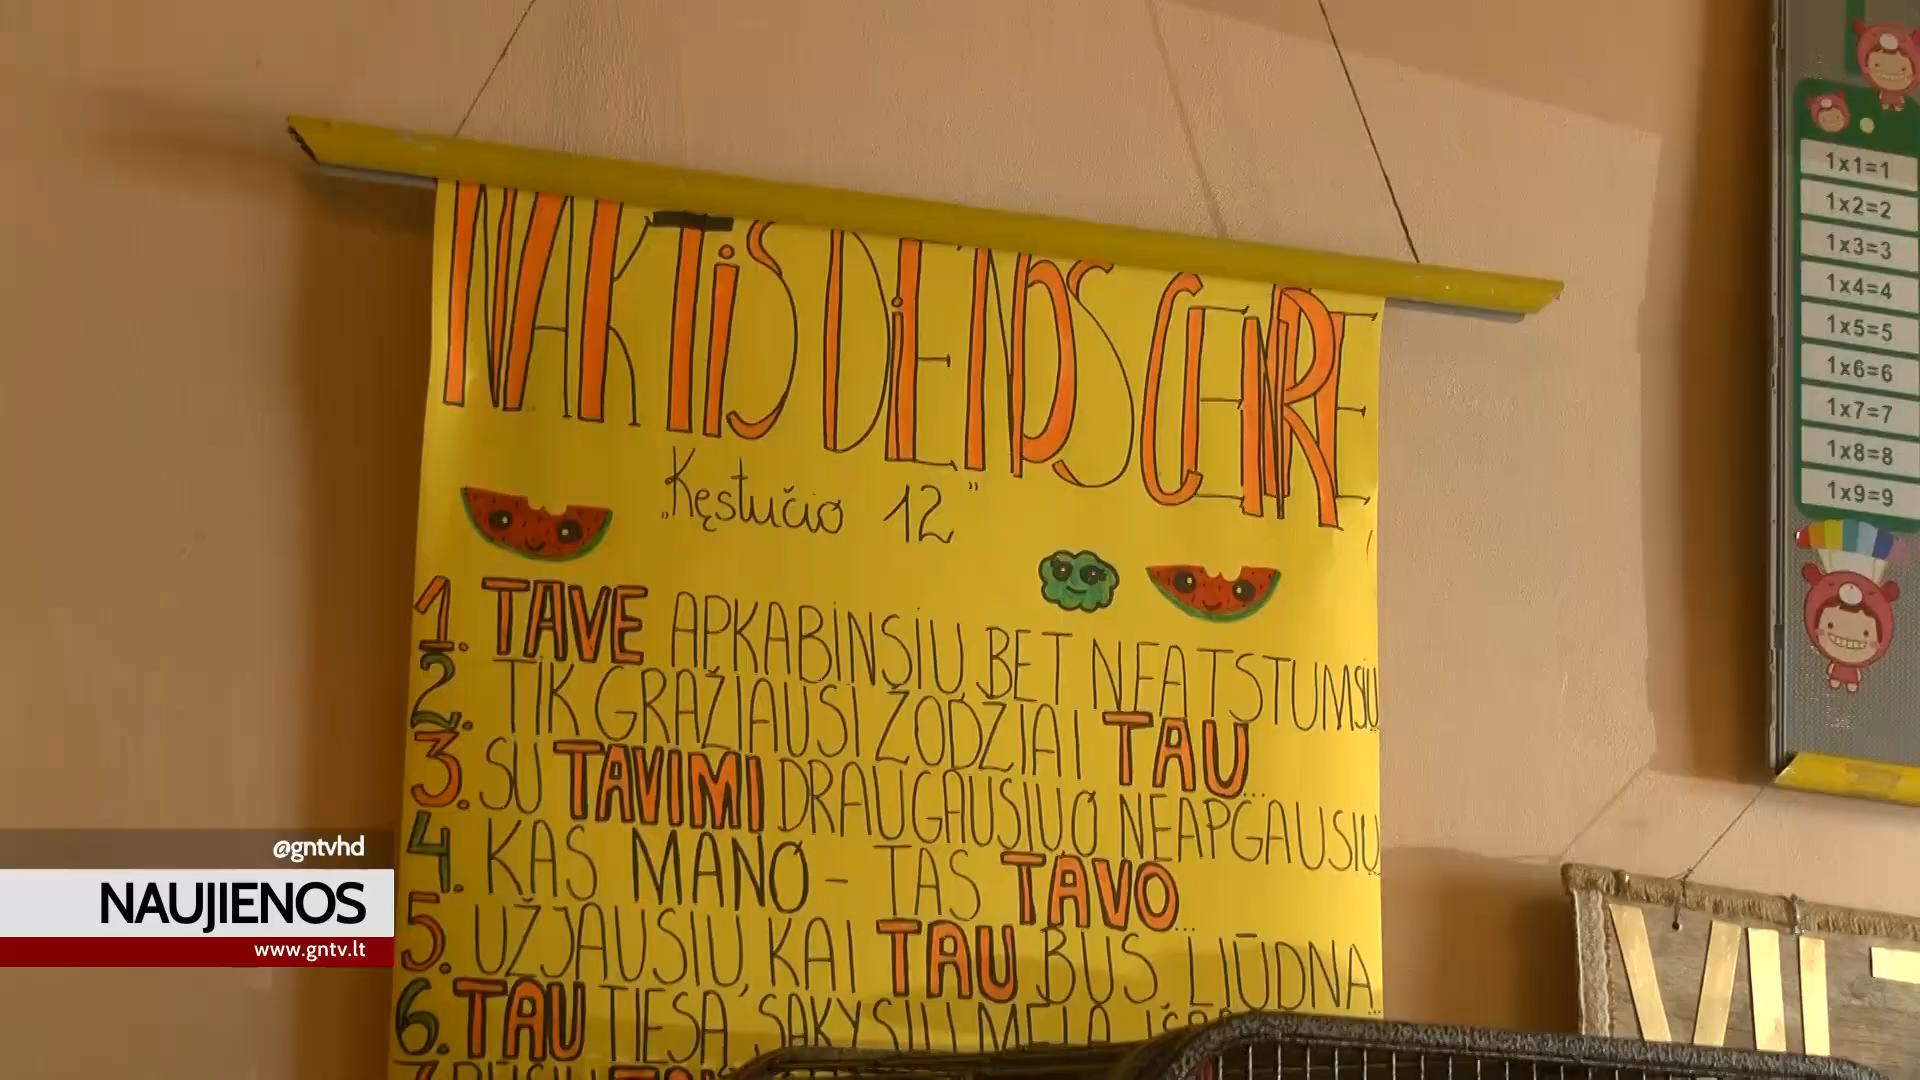 NAKTIS DIENOS CENTRE
„Kęstučio 12"
1. TAVE APKABINSIU, BET NEATSTUMSIU
2. TIK GRAŽIAUSI ŽODŽIAI TAU...
3. SU TAVIMI DRAUGAUSIU O NEAPGAUSIU...
4. KAS MANO – TAS TAVO...
5. UŽJAUSIU, KAI TAU BUS LIŪDNA...
6. TAU TIESĄ SAKYSIU, MELĄ
1x1=1
1x2=2
1x3=3
1x4=4
1x5=5
1x6=6
1x7=7
1x8=8
1x9=9
@gntvhd
NAUJIENOS
www.gntv.lt